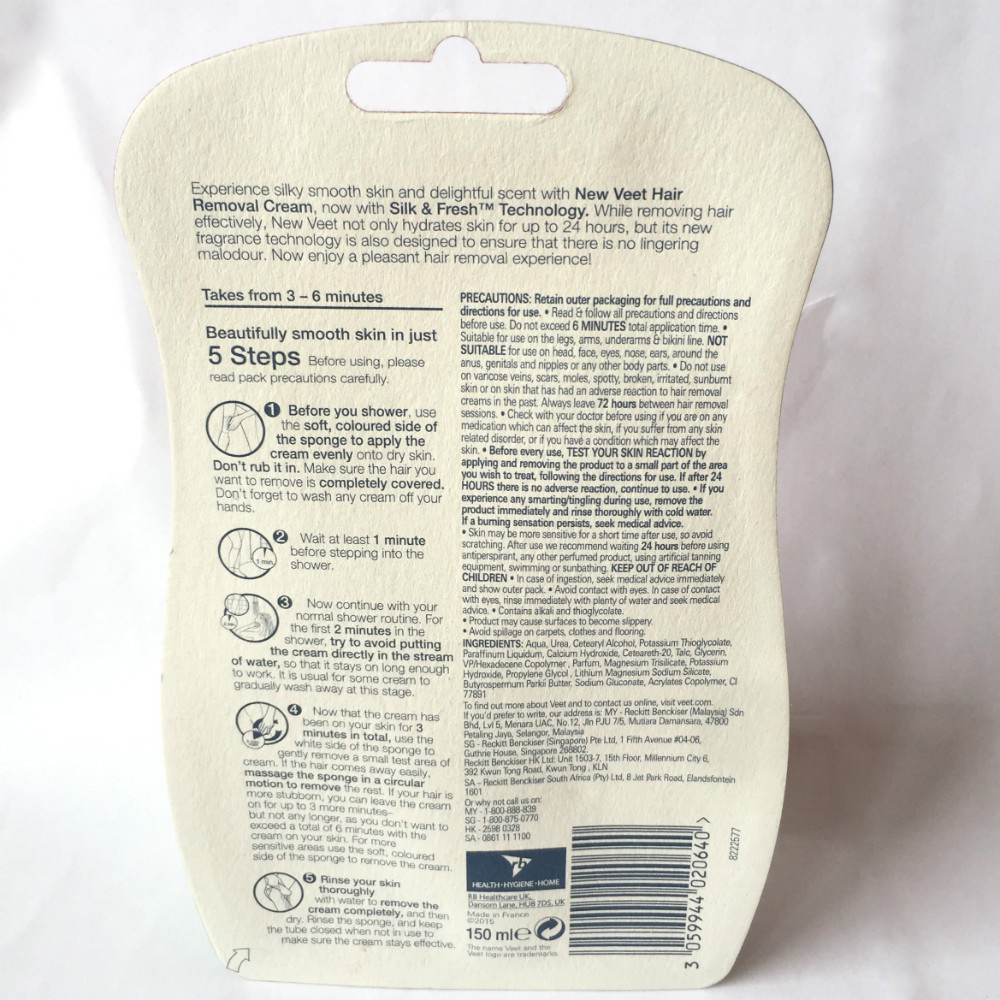 Experience silky smooth skin and delightful scent with New Veet Hair
Removal Cream, now with Silk & Fresh™ Technology. While removing hair
effectively, New Veet not only hydrates skin for up to 24 hours, but its new
fragrance technology is also designed to ensure that there is no lingering
malodour. Now enjoy a pleasant hair removal experience!
Takes from 3 – 6 minutes
Beautifully smooth skin in just
5 Steps Before using, please
read pack precautions carefully.
1 Before you shower, use
the soft, coloured side of
the sponge to apply the
cream evenly onto dry skin.
Don't rub it in. Make sure the hair you
want to remove is completely covered.
Don't forget to wash any cream off your
hands.
2 Wait at least 1 minute
before stepping into the
shower.
1 min.
3 Now continue with your
normal shower routine. For
the first 2 minutes in the
shower, try to avoid putting
the cream directly in the stream
of water, so that it stays on long enough
to work. It is usual for some cream to
gradually wash away at this stage.
4 Now that the cream has
been on your skin for 3
minutes in total, use the
white side of the sponge to
gently remove a small test area of
cream. If the hair comes away easily,
massage the sponge in a circular
motion to remove the rest. If your hair is
more stubborn, you can leave the cream
on for up to 3 more minutes–
but not any longer, as you don't want to
exceed a total of 6 minutes with the
cream on your skin. For more
sensitive areas use the soft, coloured
side of the sponge to remove the cream.
5 Rinse your skin
thoroughly
with water to remove the
cream completely, and then
dry. Rinse the sponge, and keep
the tube closed when not in use to
make sure the cream stays effective.
PRECAUTIONS: Retain outer packaging for full precautions and
directions for use. • Read & follow all precautions and directions
before use. Do not exceed 6 MINUTES total application time. •
Suitable for use on the legs, arms, underarms & bikini line. NOT
SUITABLE for use on head, face, eyes, nose, ears, around the
anus, genitals and nipples or any other body parts. • Do not use
on varicose veins, scars, moles, spotty, broken, irritated, sunburnt
skin or on skin that has had an adverse reaction to hair removal
creams in the past. Always leave 72 hours between hair removal
sessions. • Check with your doctor before using if you are on any
medication which can affect the skin, if you suffer from any skin
related disorder, or if you have a condition which may affect the
skin. • Before every use, TEST YOUR SKIN REACTION by
applying and removing the product to a small part of the area
you wish to treat, following the directions for use. If after 24
HOURS there is no adverse reaction, continue to use. • If you
experience any smarting/tingling during use, remove the
product immediately and rinse thoroughly with cold water.
If a burning sensation persists, seek medical advice.
• Skin may be more sensitive for a short time after use, so avoid
scratching. After use we recommend waiting 24 hours before using
antiperspirant, any other perfumed product, using artificial tanning
equipment, swimming or sunbathing. KEEP OUT OF REACH OF
CHILDREN • In case of ingestion, seek medical advice immediately
and show outer pack. • Avoid contact with eyes. In case of contact
with eyes, rinse immediately with plenty of water and seek medical
advice. • Contains alkali and thioglycolate.
• Product may cause surfaces to become slippery.
• Avoid spillage on carpets, clothes and flooring.
INGREDIENTS: Aqua, Urea, Cetearyl Alcohol, Potassium Thioglycolate,
Paraffinum Liquidum, Calcium Hydroxide, Ceteareth-20, Talc, Glycerin,
VP/Hexadecene Copolymer, Parfum, Magnesium Trisilicate, Potassium
Hydroxide, Propylene Glycol, Lithium Magnesium Sodium Silicate,
Butyrospermum Parkii Butter, Sodium Gluconate, Acrylates Copolymer, CI
77891
To find out more about Veet and to contact us online, visit veet.com.
If you'd prefer to write, our address is: MY - Reckitt Benckiser (Malaysia) Sdn
Bhd, Lvl 5, Menara UAC, No.12, Jln PJU 7/5, Mutiara Damansara, 47800
Petaling Jaya, Selangor, Malaysia
SG - Reckitt Benckiser (Singapore) Pte Ltd, 1 Fifth Avenue #04-06,
Guthrie House, Singapore 268802.
Reckitt Benckiser HK Ltd: Unit 1503-7, 15th Floor, Millennium City 6,
392 Kwun Tong Road, Kwun Tong, KLN
SA - Reckitt Benckiser South Africa (Pty) Ltd, 8 Jet Park Road, Elandsfontein
1601
Or why not call us on:
MY - 1-800-888-839
SG - 1-800-875-0770
HK - 2598 0328
SA - 0861 11 1100
rb
HEALTH • HYGIENE • HOME
RB Healthcare UK,
Dansom Lane, HU8 7DS, UK
Made in France
©2015
150 ml e
The name Veet and the
Veet logo are trademarks.
3 059944 020640 >
8222577